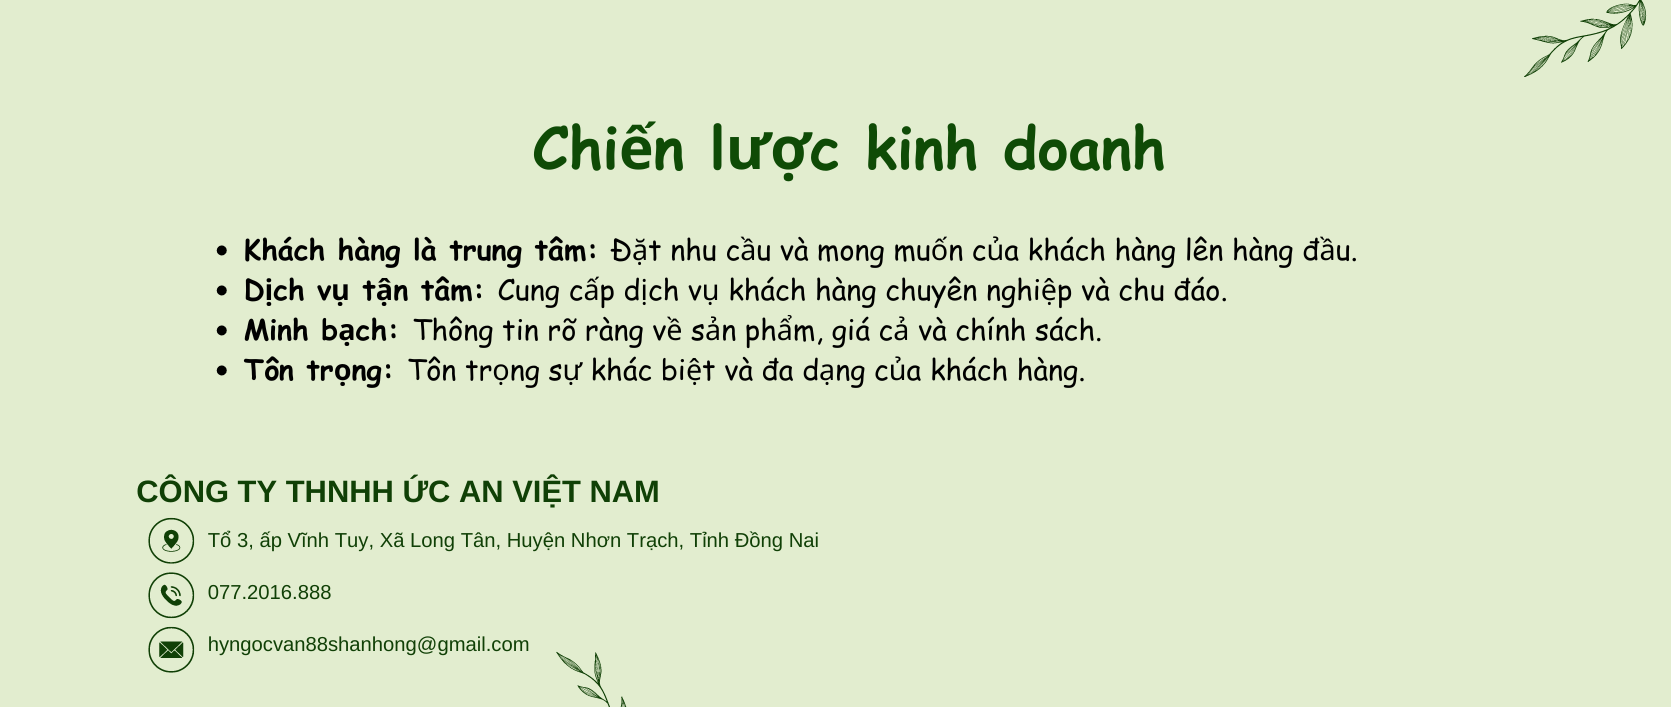 Chiến lược kinh doanh
• Khách hàng là trung tâm: Đặt nhu cầu và mong muốn của khách hàng lên hàng đầu.
• Dịch vụ tận tâm: Cung cấp dịch vụ khách hàng chuyên nghiệp và chu đáo.
• Minh bạch: Thông tin rõ ràng về sản phẩm, giá cả và chính sách.
• Tôn trọng: Tôn trọng sự khác biệt và đa dạng của khách hàng.
CÔNG TY THNHH ỨC AN VIỆT NAM
Tổ 3, ấp Vĩnh Tuy, Xã Long Tân, Huyện Nhơn Trạch, Tỉnh Đồng Nai
077.2016.888
hyngocvan88shanhong@gmail.com